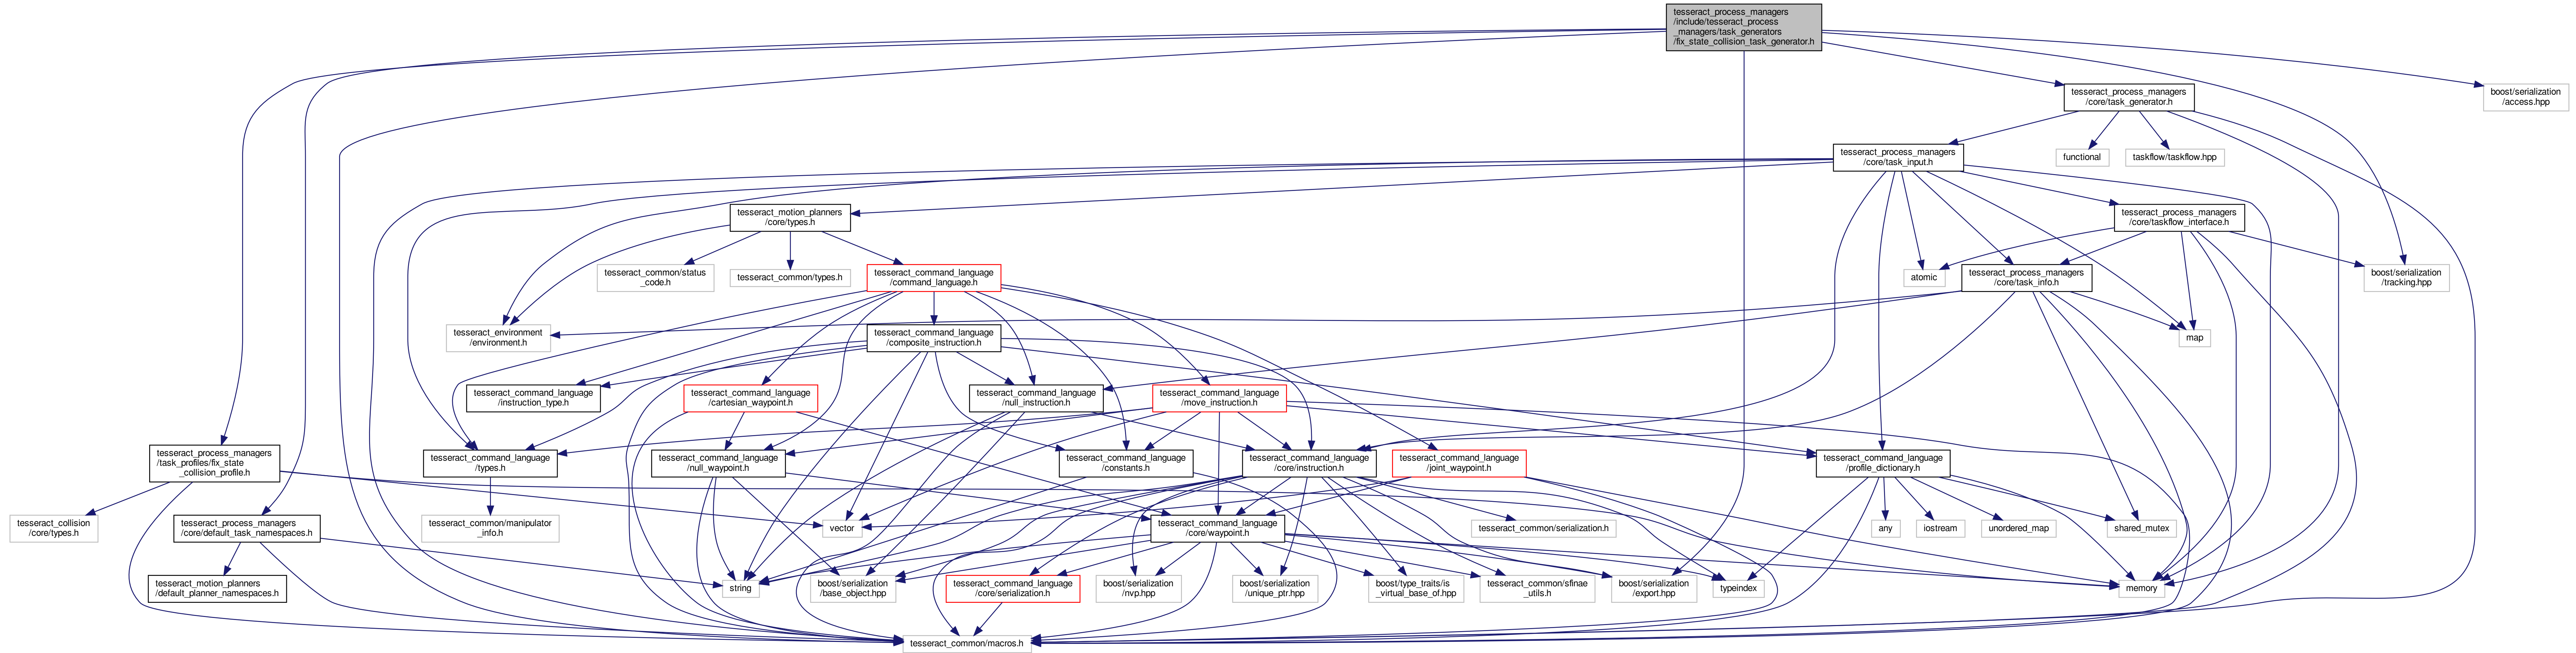 tesseract_process_managers
/include/tesseract_process
_managers/task_generators
/fix_state_collision_task_generator.h
tesseract_process_managers
/core/task_generator.h
boost/serialization
/access.hpp
tesseract_process_managers
/core/task_input.h
functional
taskflow/taskflow.hpp
tesseract_motion_planners
/core/types.h
tesseract_process_managers
/core/taskflow_interface.h
tesseract_common/status
_code.h
tesseract_common/types.h
tesseract_command_language
/command_language.h
atomic
tesseract_process_managers
/core/task_info.h
boost/serialization
/tracking.hpp
tesseract_environment
/environment.h
tesseract_command_language
/composite_instruction.h
map
tesseract_command_language
/instruction_type.h
tesseract_command_language
/cartesian_waypoint.h
tesseract_command_language
/null_instruction.h
tesseract_command_language
/move_instruction.h
tesseract_process_managers
/task_profiles/fix_state
_collision_profile.h
tesseract_command_language
/types.h
tesseract_command_language
/null_waypoint.h
tesseract_command_language
/constants.h
tesseract_command_language
/core/instruction.h
tesseract_command_language
/joint_waypoint.h
tesseract_command_language
/profile_dictionary.h
tesseract_collision
/core/types.h
tesseract_process_managers
/core/default_task_namespaces.h
tesseract_common/manipulator
_info.h
vector
tesseract_command_language
/core/waypoint.h
tesseract_common/serialization.h
any
iostream
unordered_map
shared_mutex
tesseract_motion_planners
/default_planner_namespaces.h
string
boost/serialization
/base_object.hpp
tesseract_command_language
/core/serialization.h
boost/serialization
/nvp.hpp
boost/serialization
/unique_ptr.hpp
boost/type_traits/is
_virtual_base_of.hpp
tesseract_common/sfinae
_utils.h
boost/serialization
/export.hpp
typeindex
memory
tesseract_common/macros.h